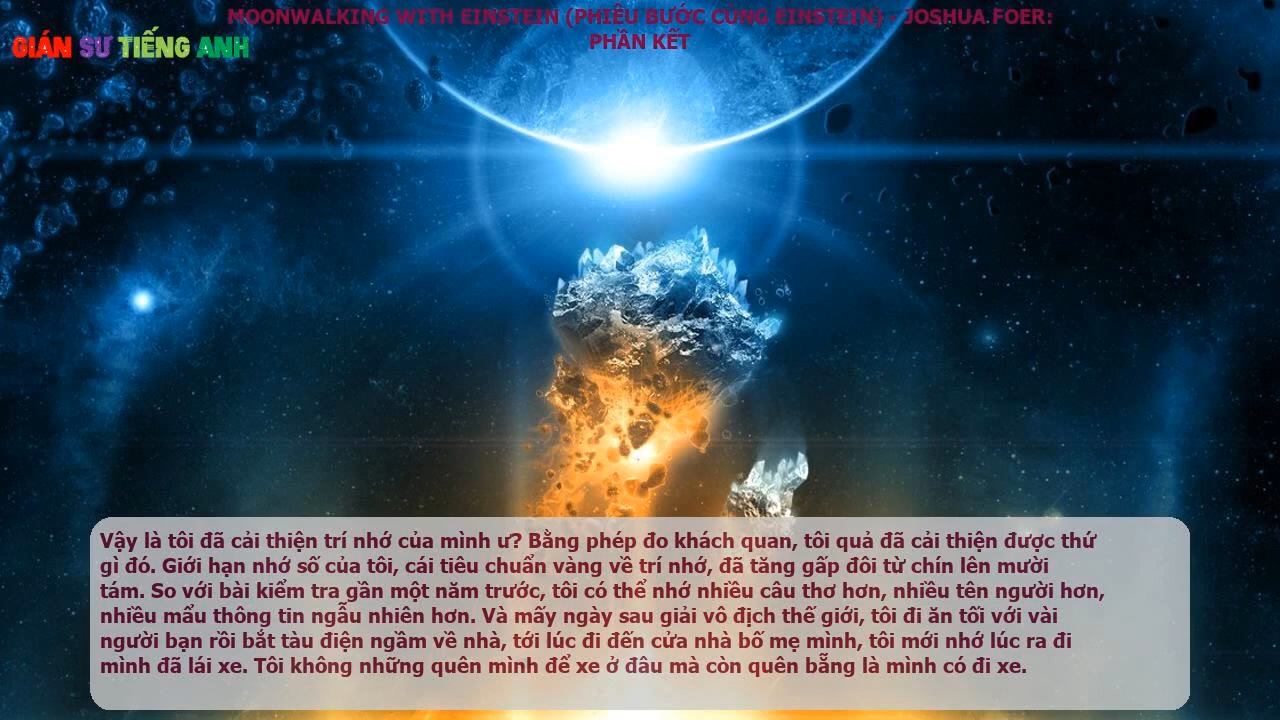 MOONWALKING WITH EINSTEIN (PHIÊU BƯỚC CÙNG EINSTEIN) - JOSHUA FOER:
PHẦN KẾT
GIÁN SƯ TIẾNG ANH
Vậy là tôi đã cải thiện trí nhớ của mình ư? Bằng phép đo khách quan, tôi quả đã cải thiện được thứ
gì đó. Giới hạn nhớ số của tôi, cái tiêu chuẩn vàng về trí nhớ, đã tăng gấp đôi từ chín lên mười
tám. So với bài kiểm tra gần một năm trước, tôi có thể nhớ nhiều câu thơ hơn, nhiều tên người hơn,
nhiều mẩu thông tin ngẫu nhiên hơn. Và mấy ngày sau giải vô địch thế giới, tôi đi ăn tối với vài
người bạn rồi bắt tàu điện ngầm về nhà, tới lúc đi đến cửa nhà bố mẹ mình, tôi mới nhớ lúc ra đi
mình đã lái xe. Tôi không những quên mình để xe ở đâu mà còn quên bẵng là mình có đi xe.